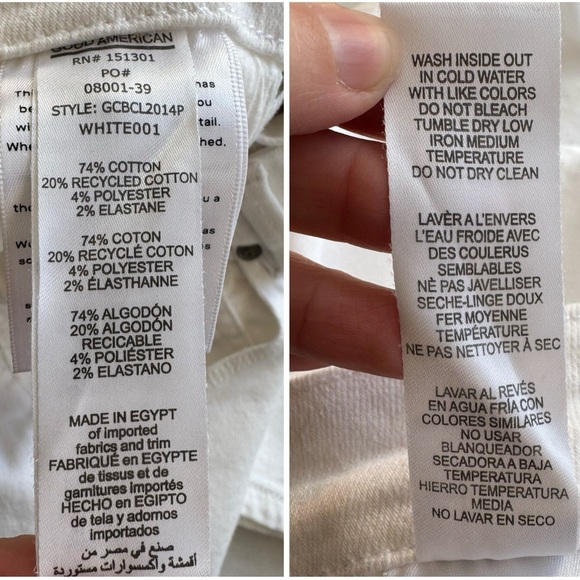 GOOD AMERICAN
RN# 151301
PO#
08001-39
STYLE: GCBCL2014P
WHITE001
74% COTTON
20% RECYCLED COTTON
4% POLYESTER
2% ELASTANE
74% COTON
20% RECYCLÉ COTON
4% POLYESTER
2% ÉLASTHANNE
74% ALGODÓN
20% ALGODÓN
RECICABLE
4% POLIÉSTER
2% ELASTANO
MADE IN EGYPT
of imported
fabrics and trim
FABRIQUÉ en EGYPTE
de tissus et de
garnitures importés
HECHO en EGIPTO
de tela y adornos
importados
صنع في مصر من
أقمشة وأكسسوارات مستوردة
WASH INSIDE OUT
IN COLD WATER
WITH LIKE COLORS
DO NOT BLEACH
TUMBLE DRY LOW
IRON MEDIUM
TEMPERATURE
DO NOT DRY CLEAN
LAVÈR A L'ENVERS
L'EAU FROIDE AVEC
DES COULERUS
SEMBLABLES
NÈ PAS JAVELLISER
SECHE-LINGE DOUX
FER MOYENNE
TEMPÉRATURE
NE PAS NETTOYER À SEC
LAVAR AL REVÉS
EN AGUA FRÍA CON
COLORES SIMILARES
NO USAR
BLANQUEADOR
SECADORA A BAJA
TEMPERATURA
HIERRO TEMPERATURA
MEDIA
NO LAVAR EN SECO